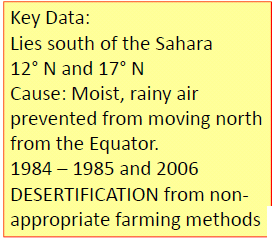 Key Data:
Lies south of the Sahara
12° N and 17° N
Cause: Moist, rainy air
prevented from moving north
from the Equator.
1984 – 1985 and 2006
DESERTIFICATION from non-
appropriate farming methods